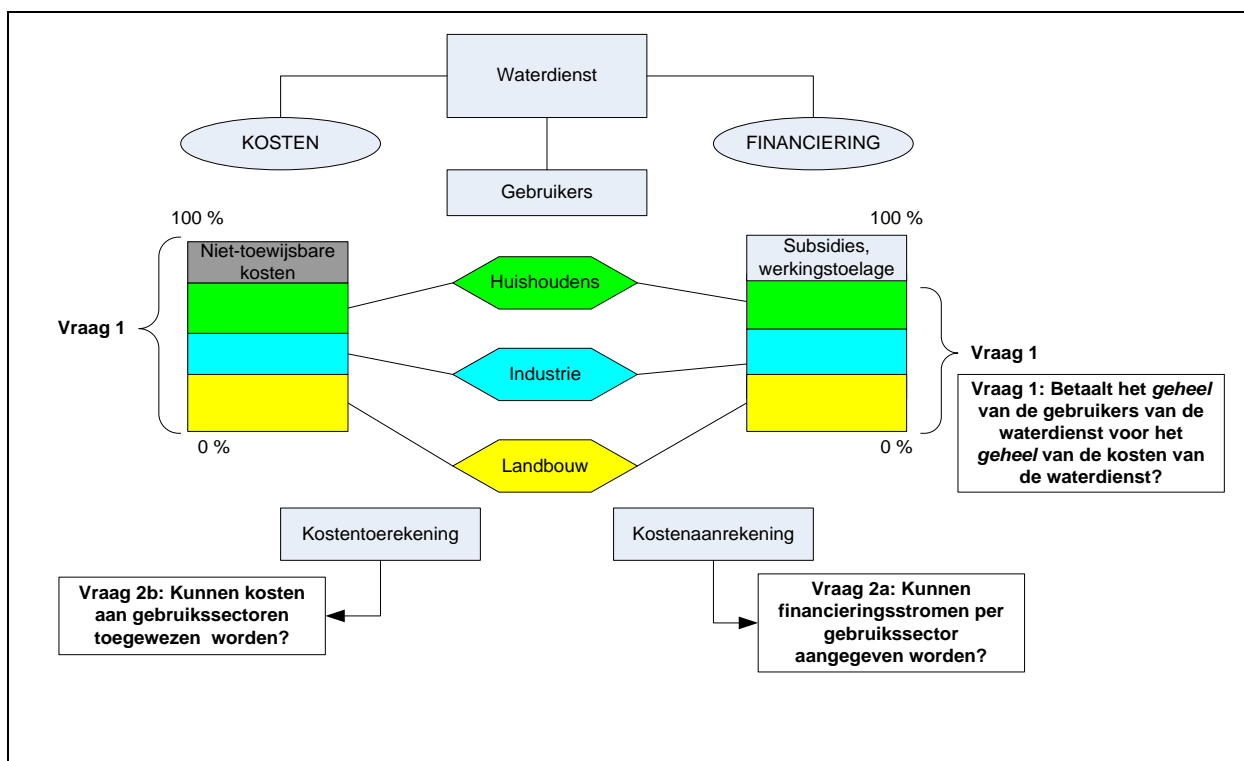 Waterdienst
KOSTEN
FINANCIERING
Gebruikers
100 %
100 %
Niet-toewijsbare
kosten
Subsidies,
werkingstoelage
Huishoudens
Vraag 1
Vraag 1
Industrie
Vraag 1: Betaalt het geheel
van de gebruikers van de
waterdienst voor het
geheel van de kosten van
de waterdienst?
0 %
0 %
Landbouw
Kostentoerekening
Kostenaanrekening
Vraag 2b: Kunnen kosten
aan gebruikssectoren
toegewezen worden?
Vraag 2a: Kunnen
financieringsstromen per
gebruikssector
aangegeven worden?